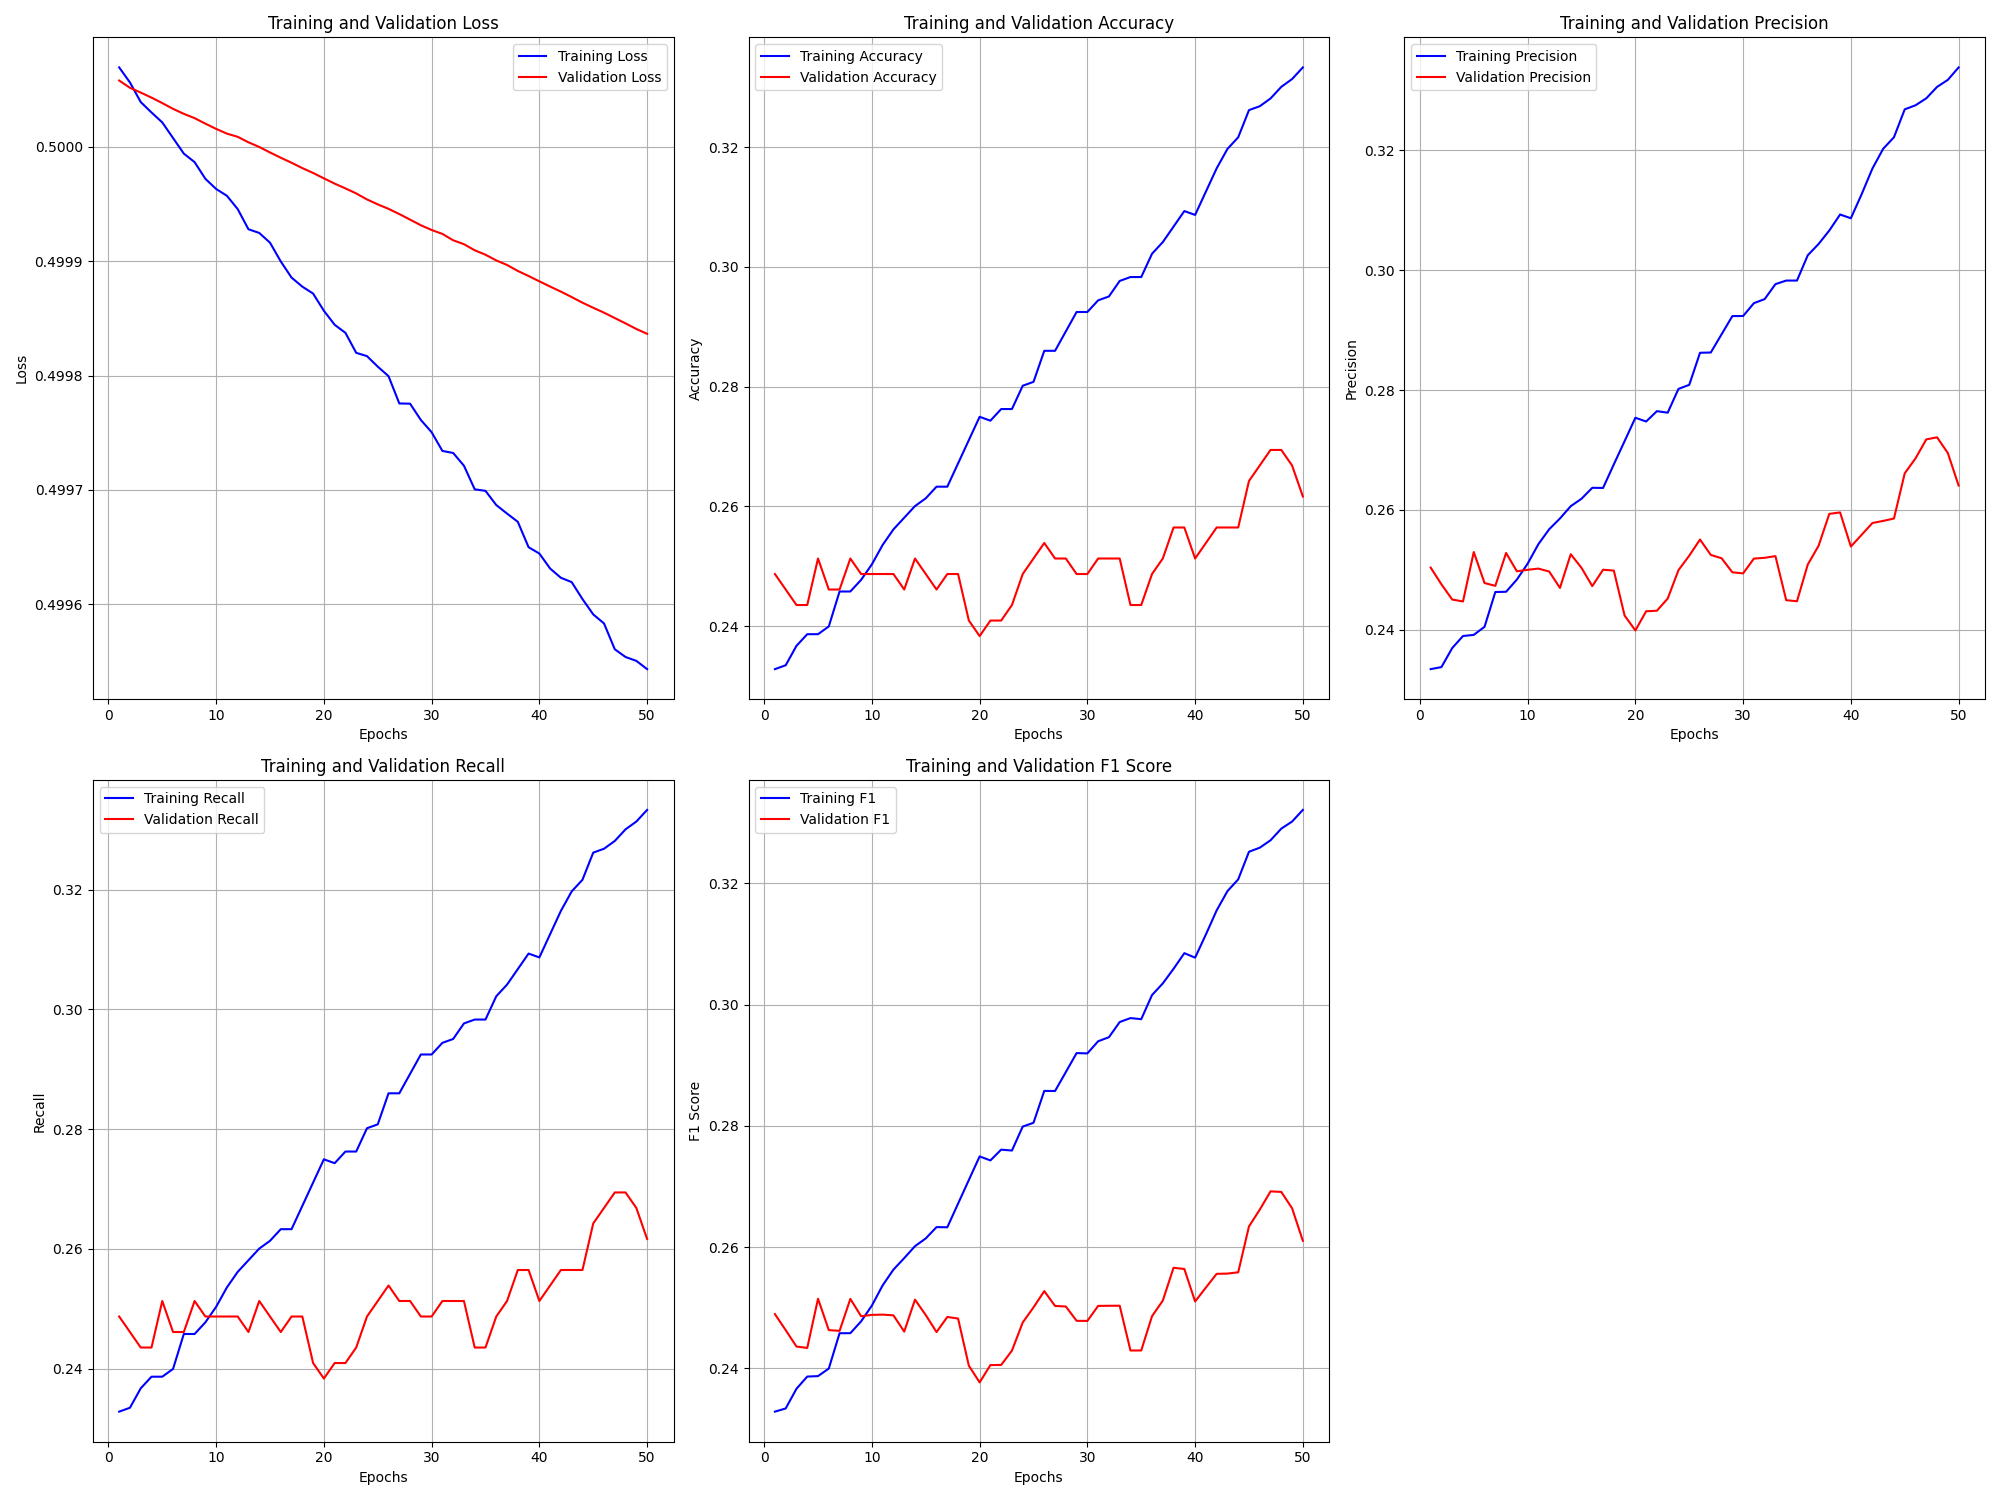 Training and Validation Loss
Training Loss
Validation Loss
0.5000
0.4999
0.4998
0.4997
0.4996
Loss
0 10 20 30 40 50
Epochs
Training and Validation Accuracy
Training Accuracy
Validation Accuracy
0.32
0.30
0.28
0.26
0.24
Accuracy
0 10 20 30 40 50
Epochs
Training and Validation Precision
Training Precision
Validation Precision
0.32
0.30
0.28
0.26
0.24
Precision
0 10 20 30 40 50
Epochs
Training and Validation Recall
Training Recall
Validation Recall
0.32
0.30
0.28
0.26
0.24
Recall
0 10 20 30 40 50
Epochs
Training and Validation F1 Score
Training F1
Validation F1
0.32
0.30
0.28
0.26
0.24
F1 Score
0 10 20 30 40 50
Epochs